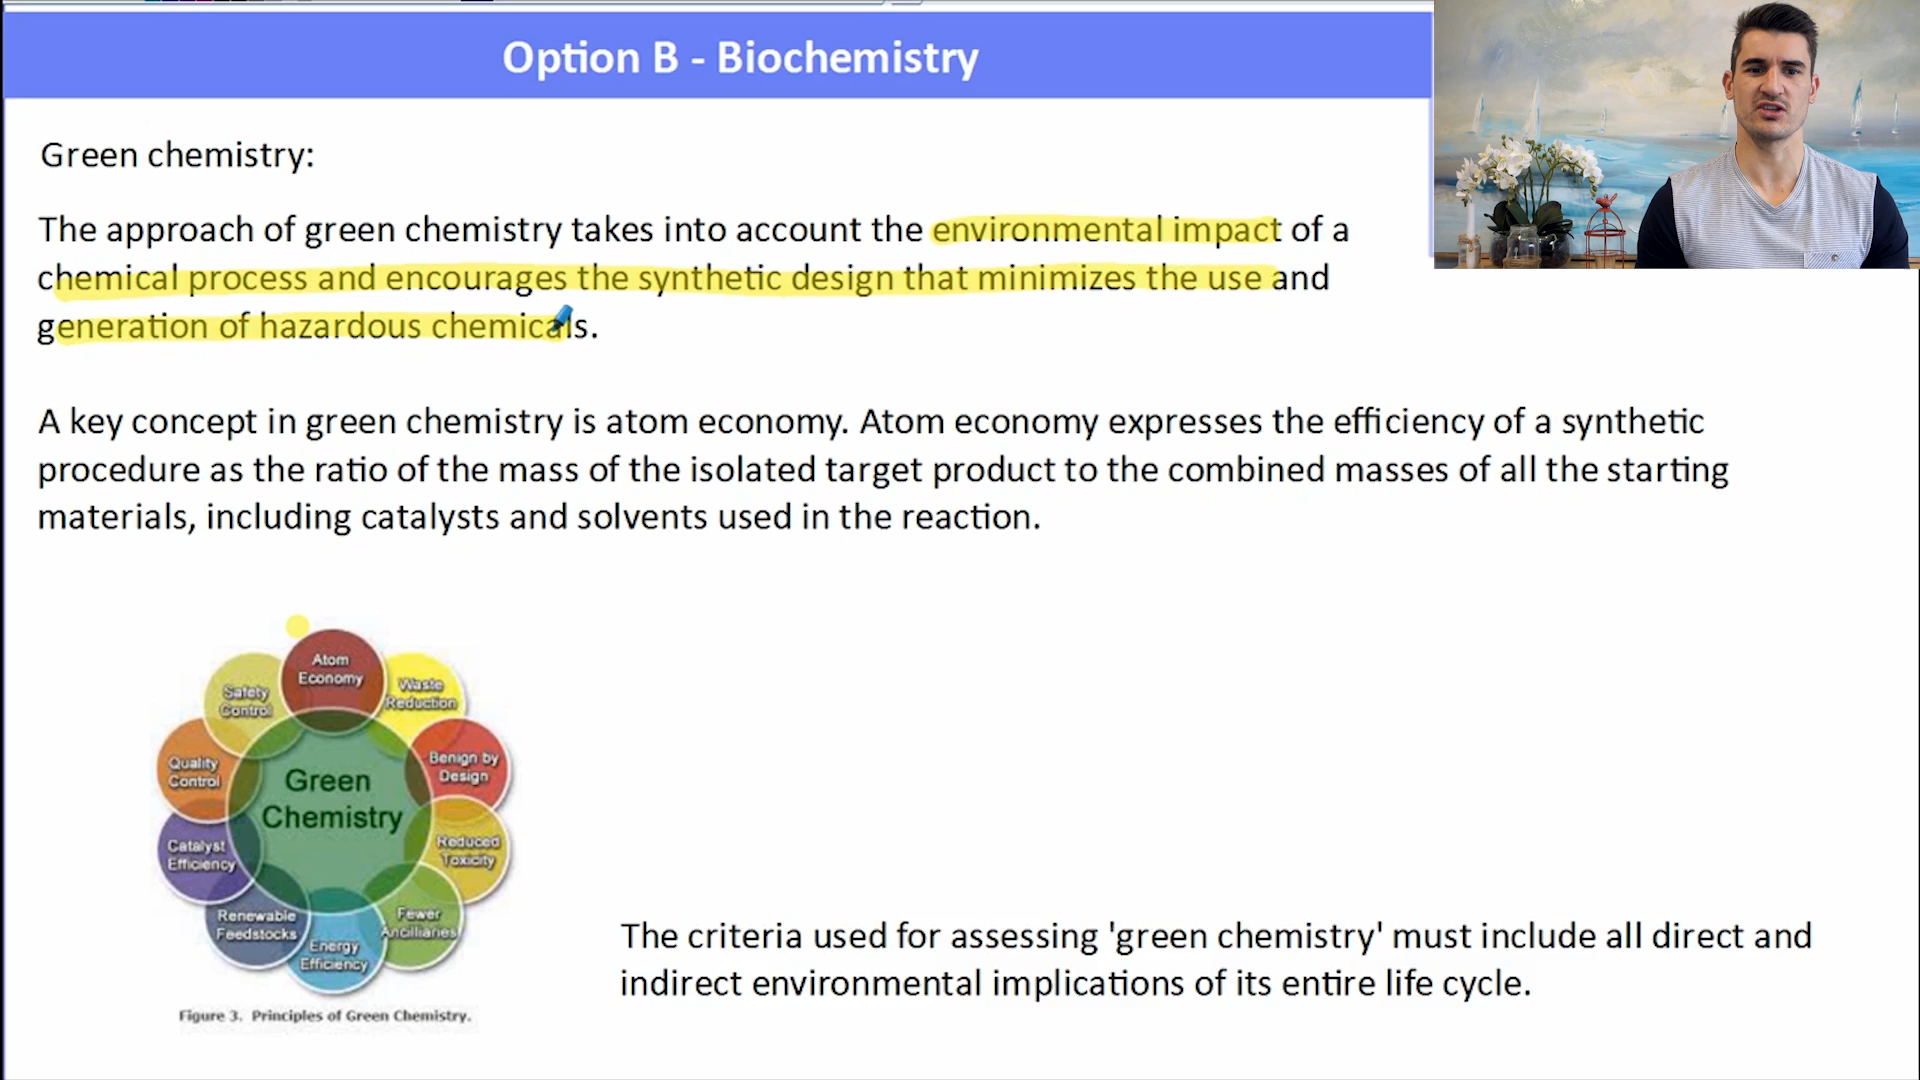 Option B - Biochemistry
Green chemistry:
The approach of green chemistry takes into account the environmental impact of a
chemical process and encourages the synthetic design that minimizes the use and
generation of hazardous chemicals.
A key concept in green chemistry is atom economy. Atom economy expresses the efficiency of a synthetic
procedure as the ratio of the mass of the isolated target product to the combined masses of all the starting
materials, including catalysts and solvents used in the reaction.
Atom
Economy
Waste
Reduction
Benign by
Design
Reduced
Toxicity
Fewer
Ancilliaries
Energy
Efficiency
Renewable
Feedstocks
Catalyst
Efficiency
Quality
Control
Safety
Control
Green
Chemistry
Figure 3. Principles of Green Chemistry.
The criteria used for assessing 'green chemistry' must include all direct and
indirect environmental implications of its entire life cycle.